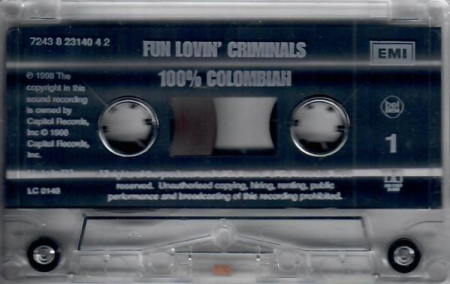 7243 8 23140 4 2
FUN LOVIN' CRIMINALS
EMI
100% COLOMBIAN
℗ 1998 The
copyright in this
sound recording
is owned by
Capitol Records,
Inc © 1998
Capitol Records,
Inc.
1
LC 0148
reserved. Unauthorised copying, hiring, renting, public
performance and broadcasting of this recording prohibited.